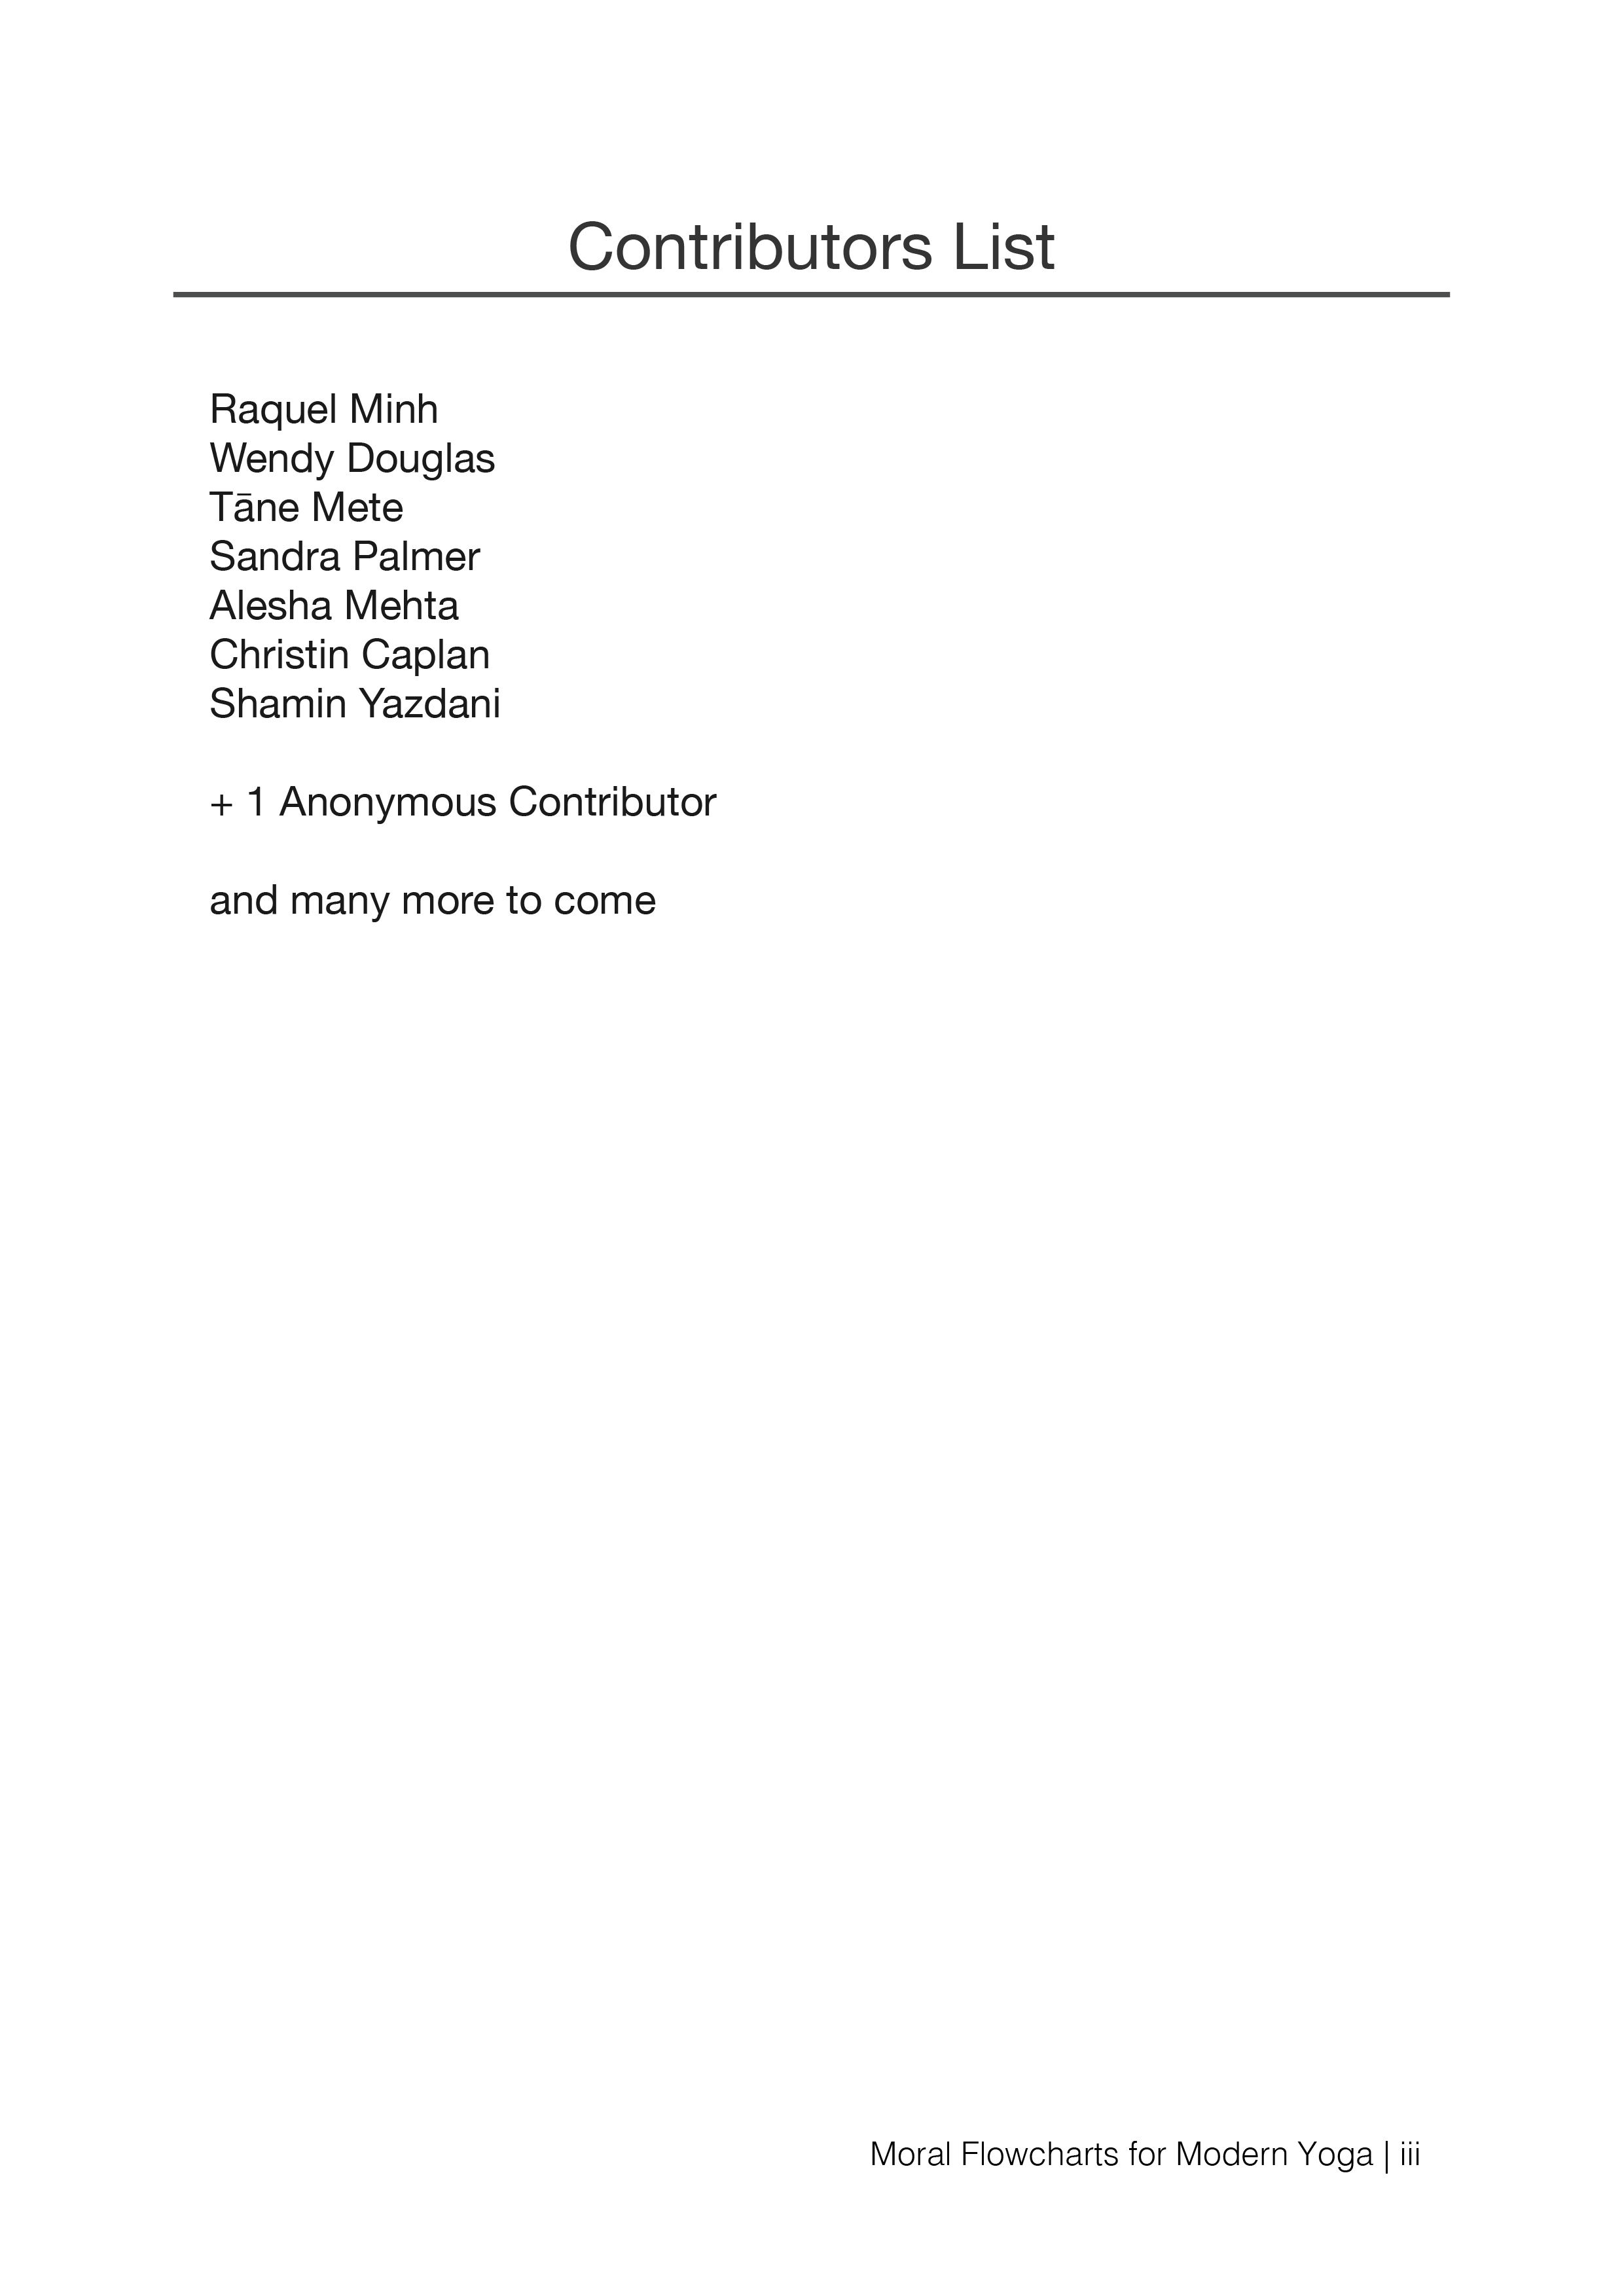 Contributors List
Raquel Minh
Wendy Douglas
Tāne Mete
Sandra Palmer
Alesha Mehta
Christin Caplan
Shamin Yazdani
+ 1 Anonymous Contributor
and many more to come
Moral Flowcharts for Modern Yoga | iii